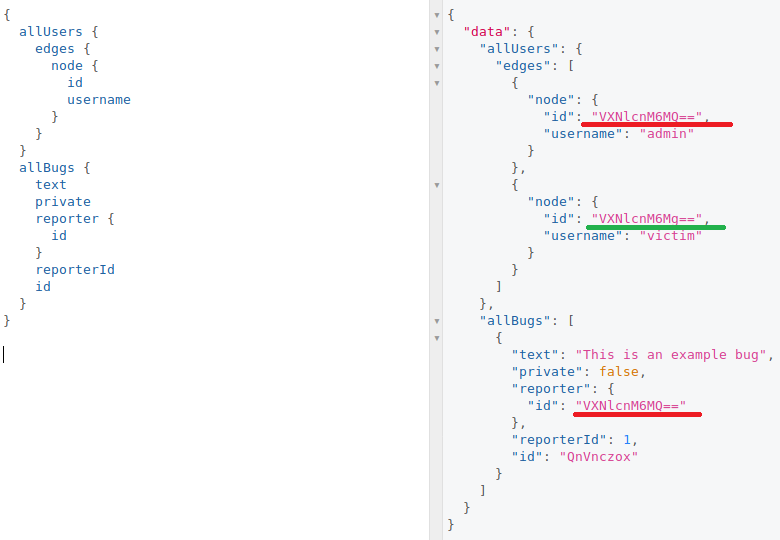 {
  allUsers {
    edges {
      node {
        id
        username
      }
    }
  }
  allBugs {
    text
    private
    reporter {
      id
    }
    reporterId
    id
  }
}
{
  "data": {
    "allUsers": {
      "edges": [
        {
          "node": {
            "id": "VXNlcnM6MQ==",
            "username": "admin"
          }
        },
        {
          "node": {
            "id": "VXNlcnM6Mg==",
            "username": "victim"
          }
        }
      ]
    },
    "allBugs": [
      {
        "text": "This is an example bug",
        "private": false,
        "reporter": {
          "id": "VXNlcnM6MQ=="
        },
        "reporterId": 1,
        "id": "QnVnczox"
      }
    ]
  }
}